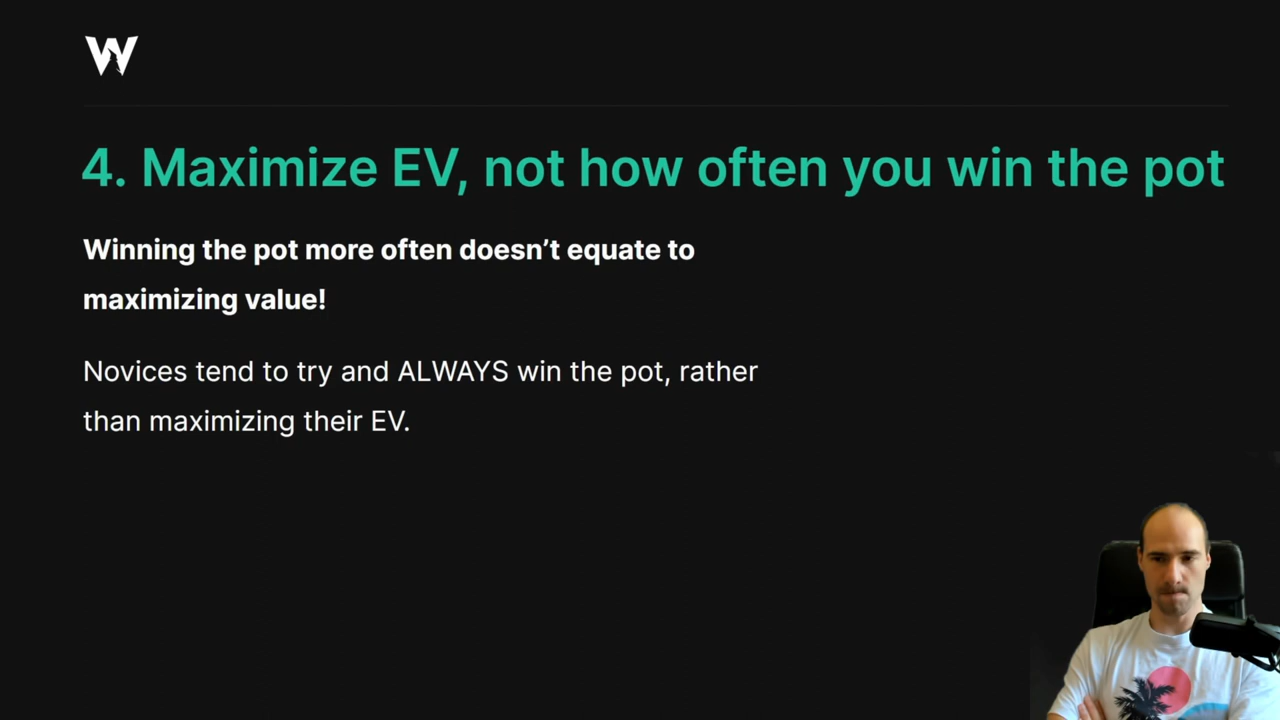 W
4. Maximize EV, not how often you win the pot
Winning the pot more often doesn’t equate to
maximizing value!
Novices tend to try and ALWAYS win the pot, rather
than maximizing their EV.